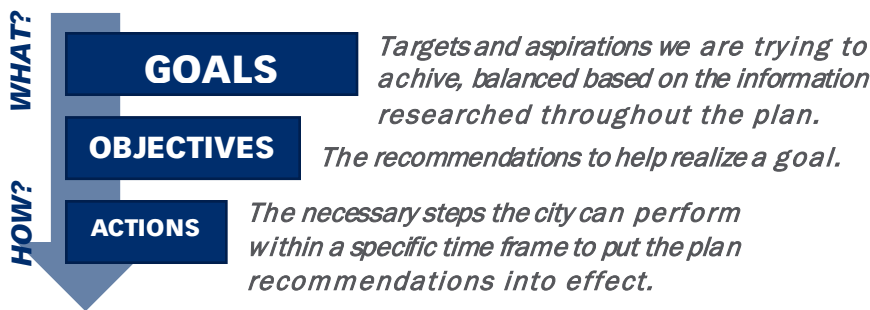 WHAT?
GOALS
Targets and aspirations we are trying to
achive, balanced based on the information
researched throughout the plan.
OBJECTIVES
The recommendations to help realize a goal.
HOW?
ACTIONS
The necessary steps the city can perform
within a specific time frame to put the plan
recommendations into effect.